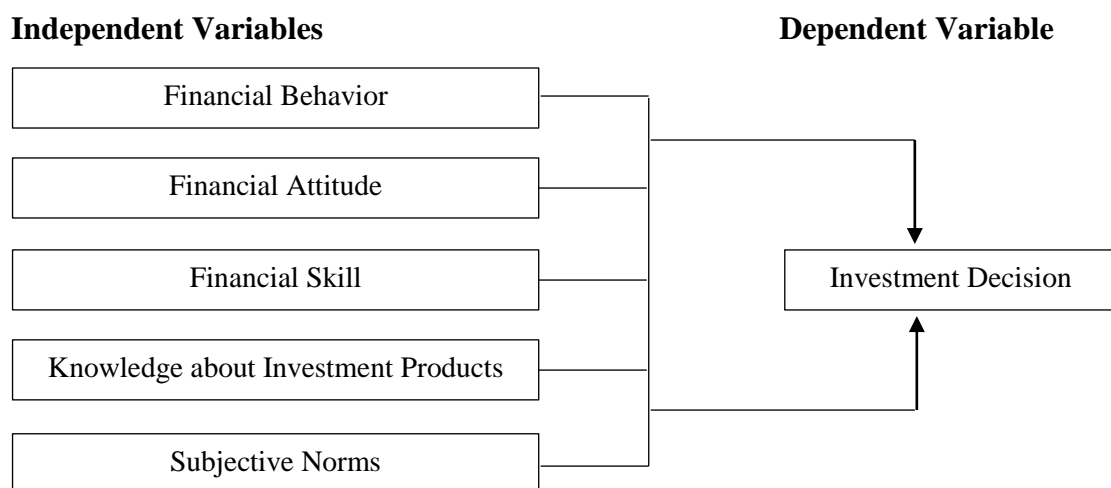 Independent Variables
Dependent Variable
Financial Behavior
Financial Attitude
Financial Skill
Investment Decision
Knowledge about Investment Products
Subjective Norms